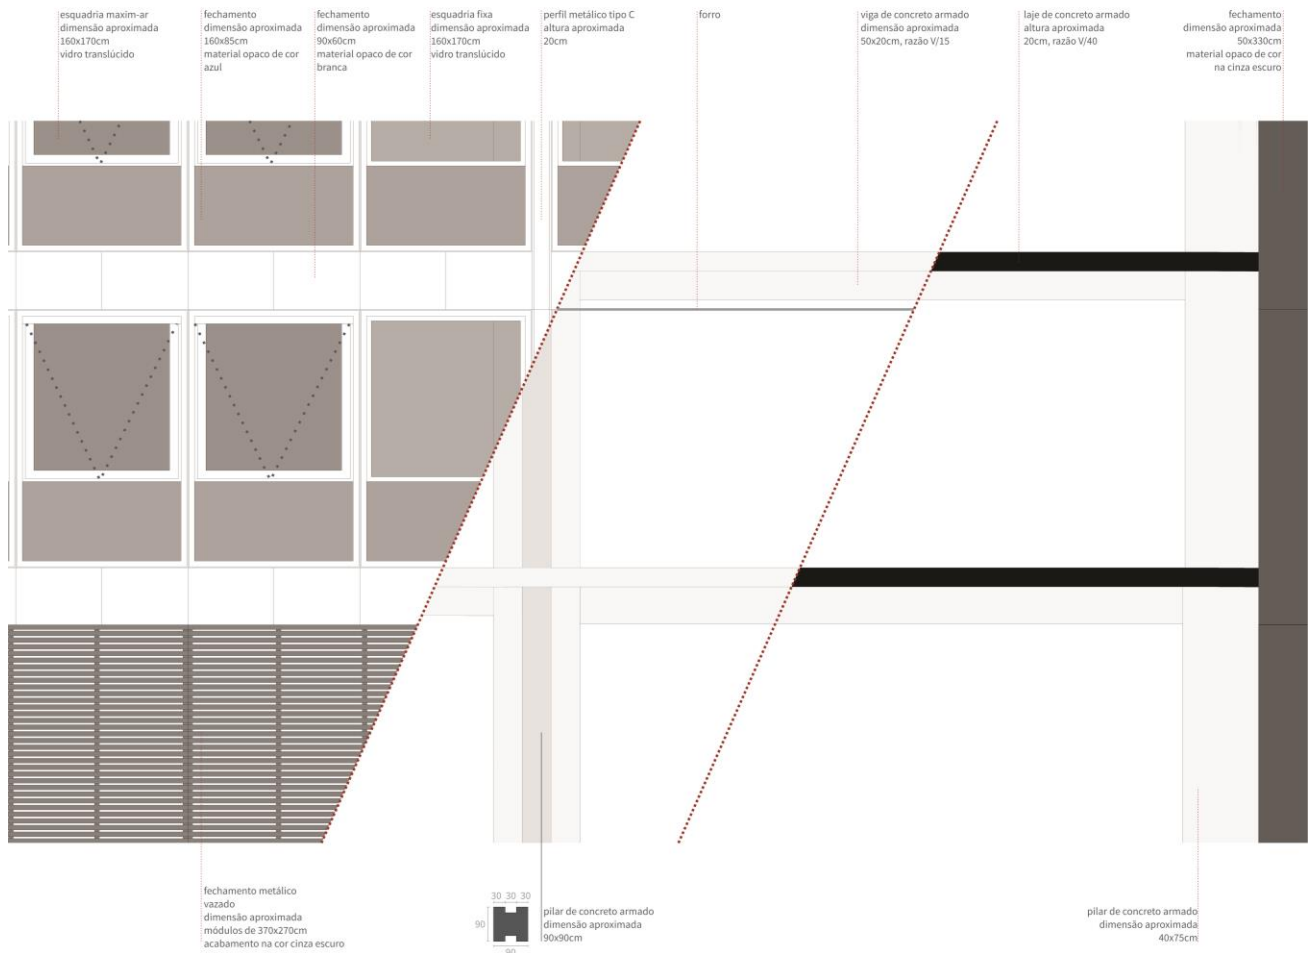 esquadria maxim-ar
dimensão aproximada
160x170cm
vidro translúcido
fechamento
dimensão aproximada
160x85cm
material opaco de cor
azul
fechamento
dimensão aproximada
90x60cm
material opaco de cor
branca
esquadria fixa
dimensão aproximada
160x170cm
vidro translúcido
perfil metálico tipo C
altura aproximada
20cm
forro
viga de concreto armado
dimensão aproximada
50x20cm, razão V/15
laje de concreto armado
altura aproximada
20cm, razão V/40
fechamento
dimensão aproximada
50x330cm
material opaco de cor
na cinza escuro
fechamento metálico
vazado
dimensão aproximada
módulos de 370x270cm
acabamento na cor cinza escuro
30 30 30
90
90
pilar de concreto armado
dimensão aproximada
90x90cm
pilar de concreto armado
dimensão aproximada
40x75cm